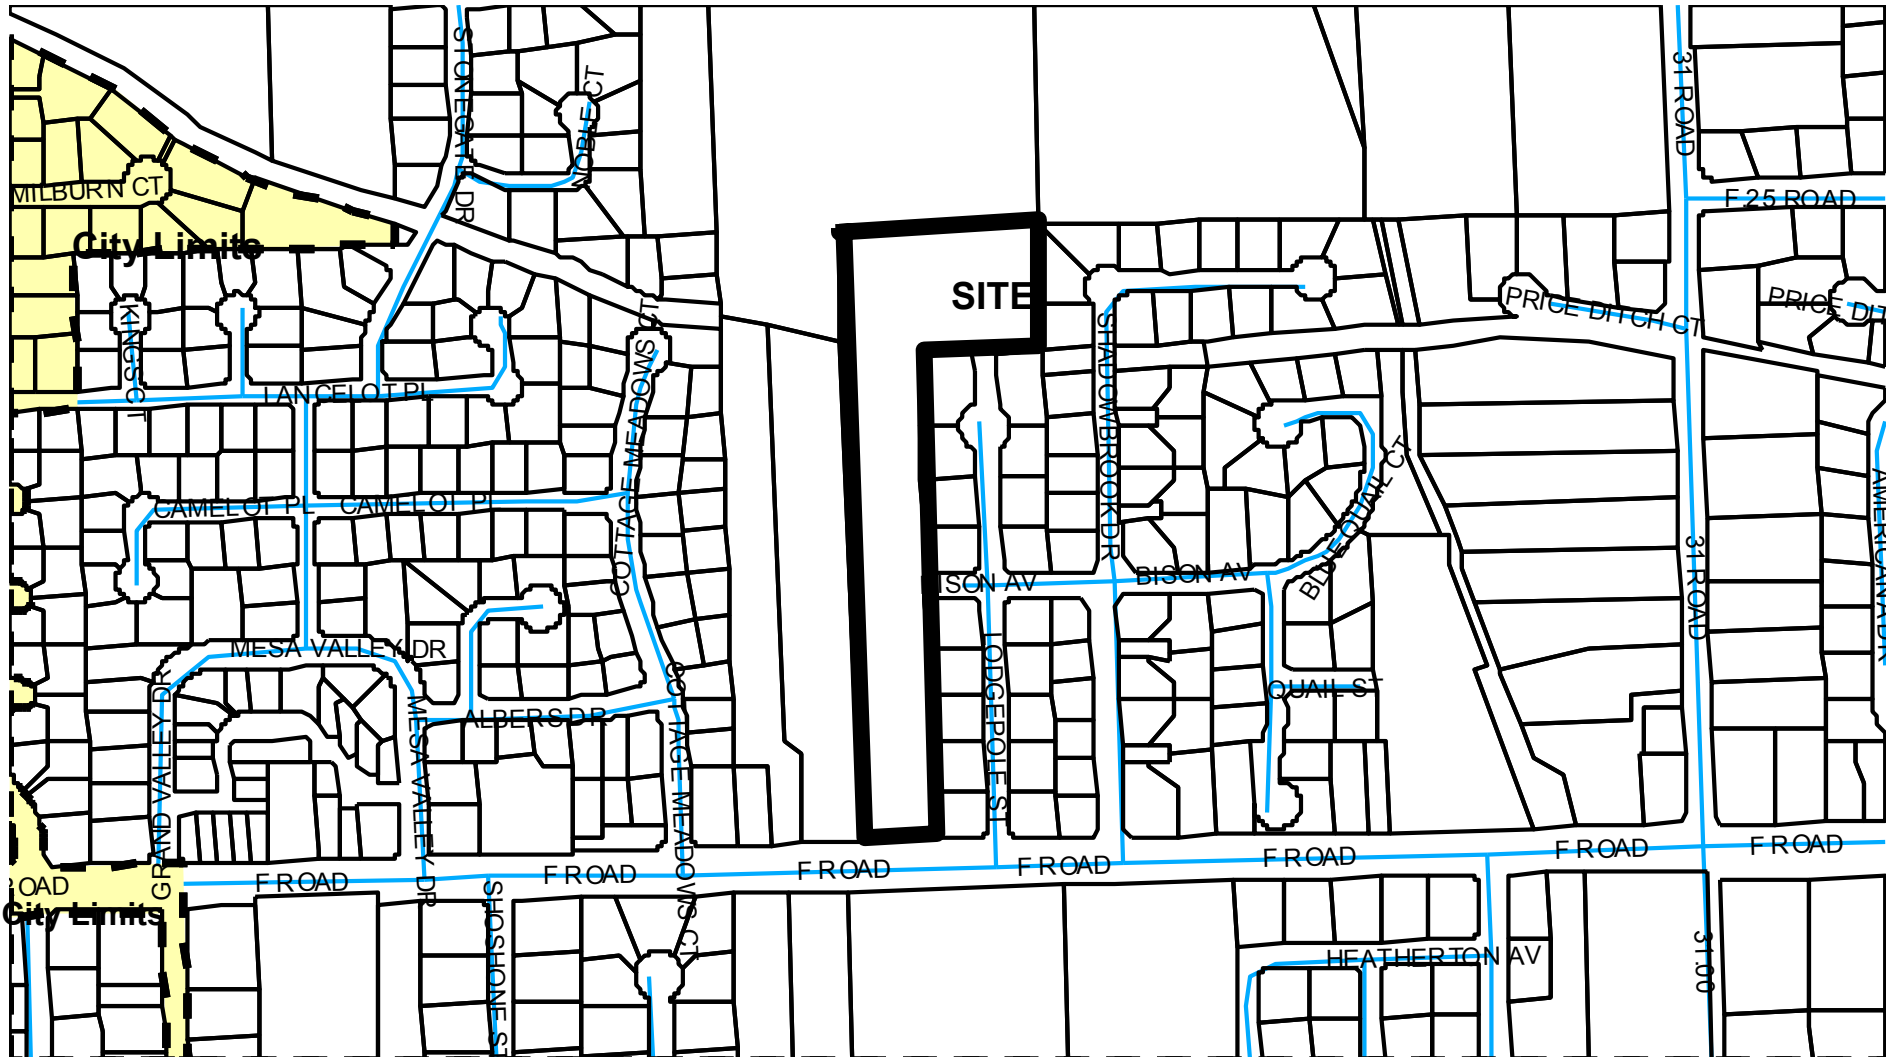 STONEGATE DR
NOBLE CT
31 ROAD
MILBURN CT
F.25 ROAD
City Limits
SITE
KINGS CT
PRICE DITCH CT
PRICE DIT
SHADOWBROOK DR
LANCELOT PL
COTTAGE MEADOWS CT
BLUE QUAIL CT
CAMELOT PL
CAMELOT PL
AMERICANA DR
31 ROAD
BISON AV
BISON AV
MESA VALLEY DR
LODGEPOLE ST
QUAIL ST
GRAND VALLEY DR
MESA VALLEY DR
ALBERS DR
COTTAGE MEADOWS CT
F ROAD
F ROAD
F ROAD
F ROAD
F ROAD
F ROAD
F ROAD
OAD
City Limits
SHOSHONE ST
HEATHERTON AV
31.00